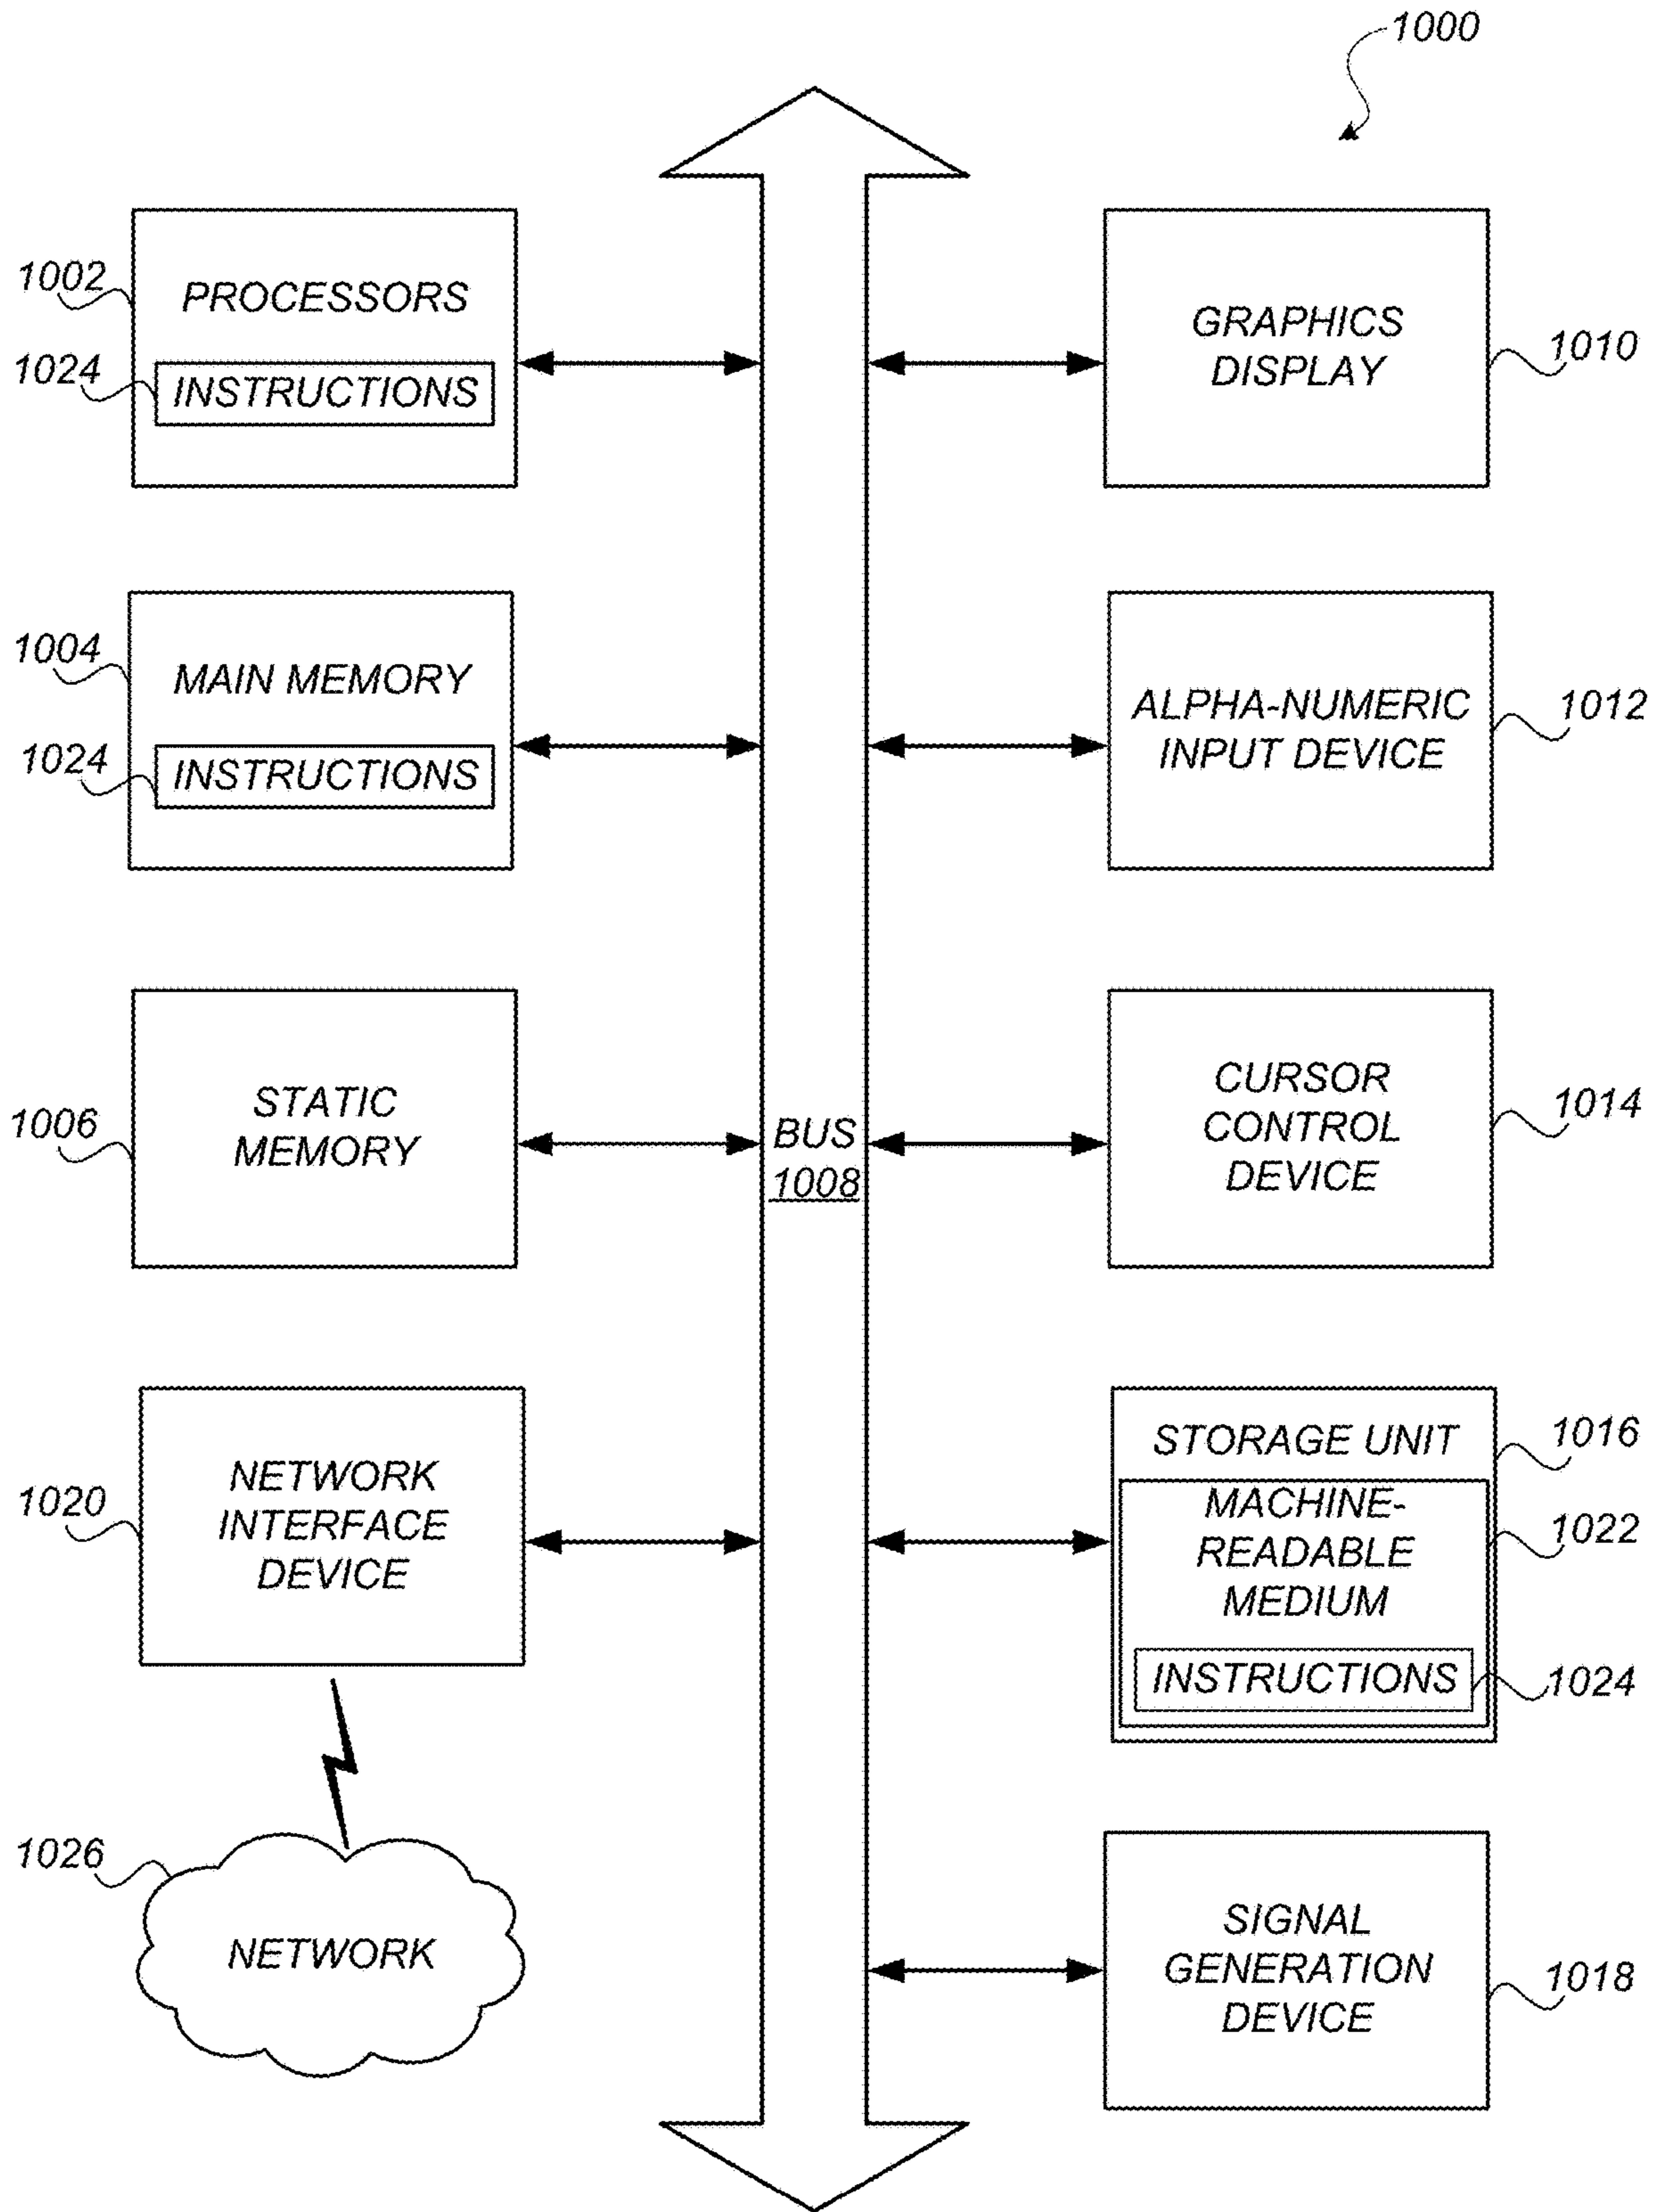 1000
1002
PROCESSORS
1024
INSTRUCTIONS
GRAPHICS
DISPLAY
1010
1004
MAIN MEMORY
1024
INSTRUCTIONS
ALPHA-NUMERIC
INPUT DEVICE
1012
1006
STATIC
MEMORY
BUS
1008
CURSOR
CONTROL
DEVICE
1014
1020
NETWORK
INTERFACE
DEVICE
STORAGE UNIT
1016
MACHINE-
READABLE
MEDIUM
1022
INSTRUCTIONS
1024
1026
NETWORK
SIGNAL
GENERATION
DEVICE
1018